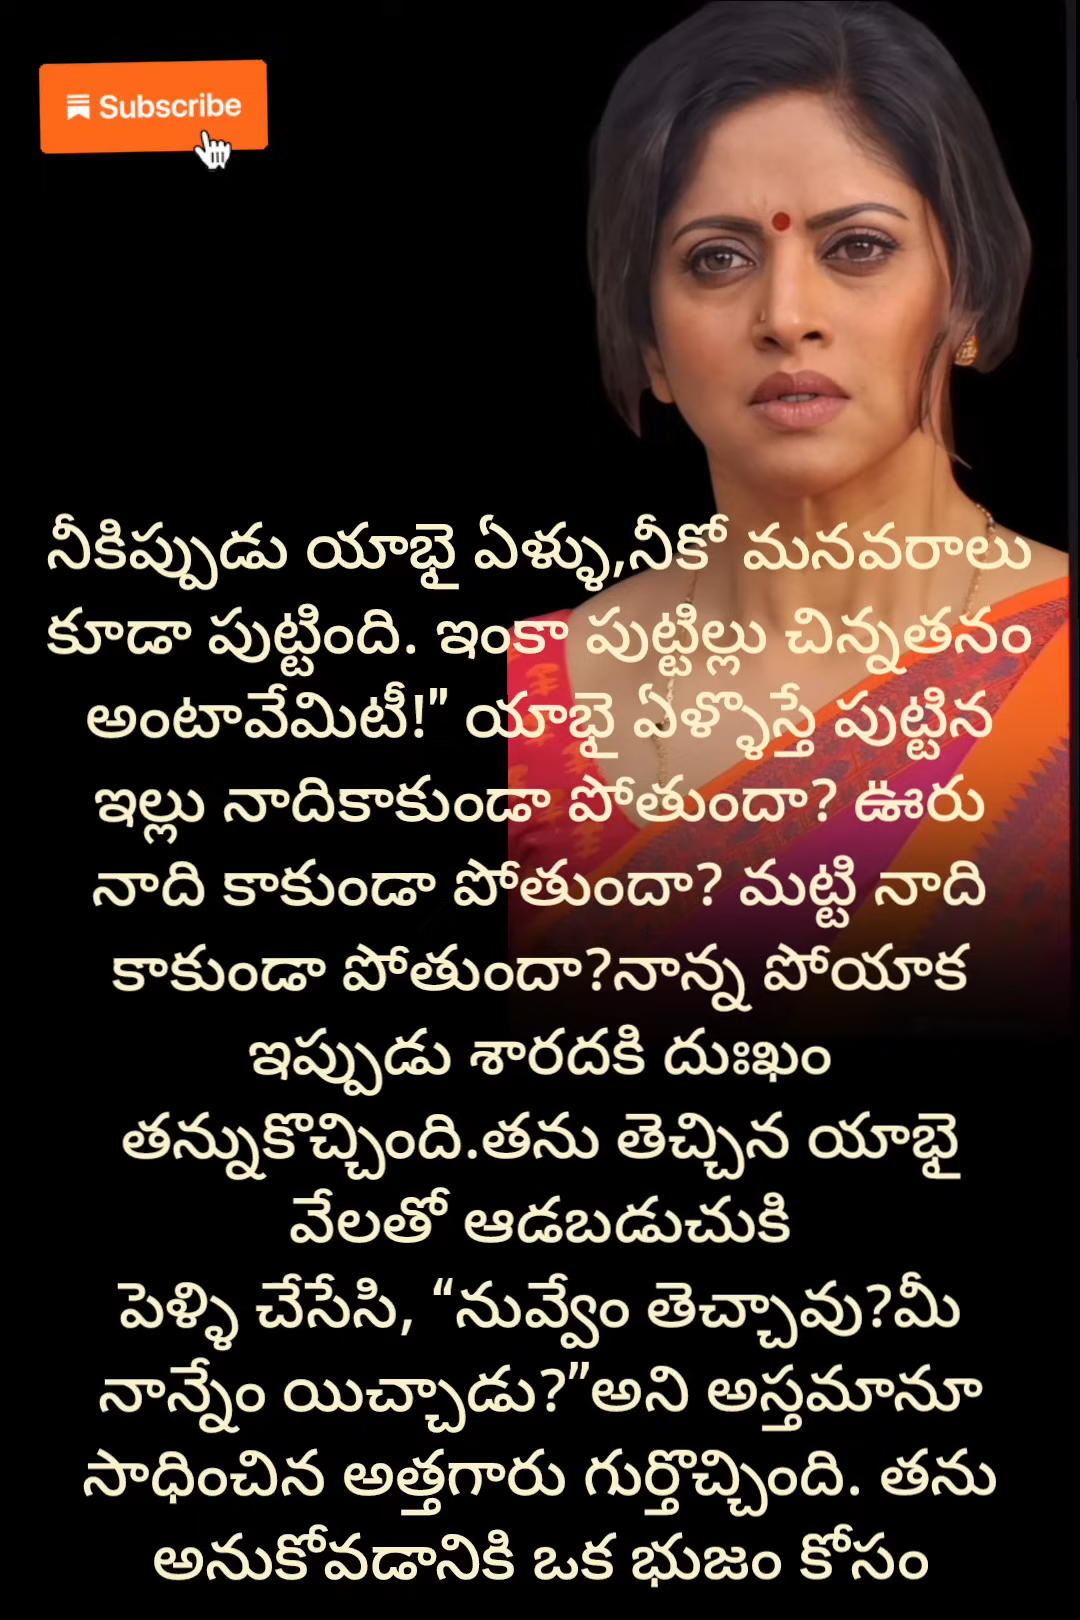 Subscribe
నీకిప్పుడు యాభై ఏళ్ళు,నీకో మనవరాలు
కూడా పుట్టింది. ఇంకా పుట్టిల్లు చిన్నతనం
అంటావేమిటీ!" యాభై ఏళ్ళొస్తే పుట్టిన
ఇల్లు నాదికాకుండా పోతుందా? ఊరు
నాది కాకుండా పోతుందా? మట్టి నాది
కాకుండా పోతుందా?నాన్న పోయాక
ఇప్పుడు శారదకి దుఃఖం
తన్నుకొచ్చింది.తను తెచ్చిన యాభై
వేలతో ఆడబడుచుకి
పెళ్ళి చేసేసి, “నువ్వేం తెచ్చావు?మీ
నాన్నేం యిచ్చాడు?”అని అస్తమానూ
సాధించిన అత్తగారు గుర్తొచ్చింది. తను
అనుకోవడానికి ఒక భుజం కోసం